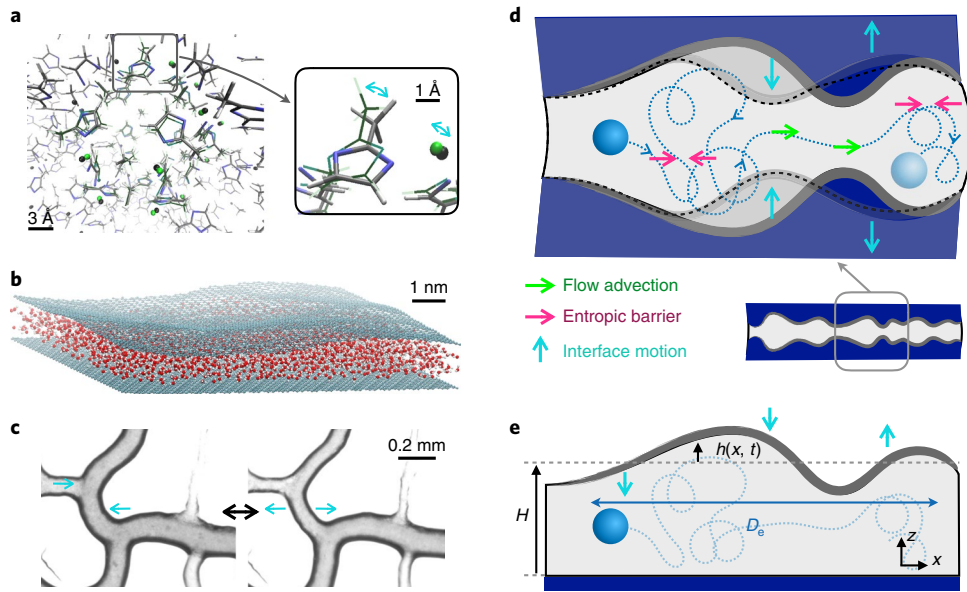 a
1 Å
3 Å
b
1 nm
c
0.2 mm
d
Flow advection
Entropic barrier
Interface motion
e
h(x, t)
H
Dₑ
z
x